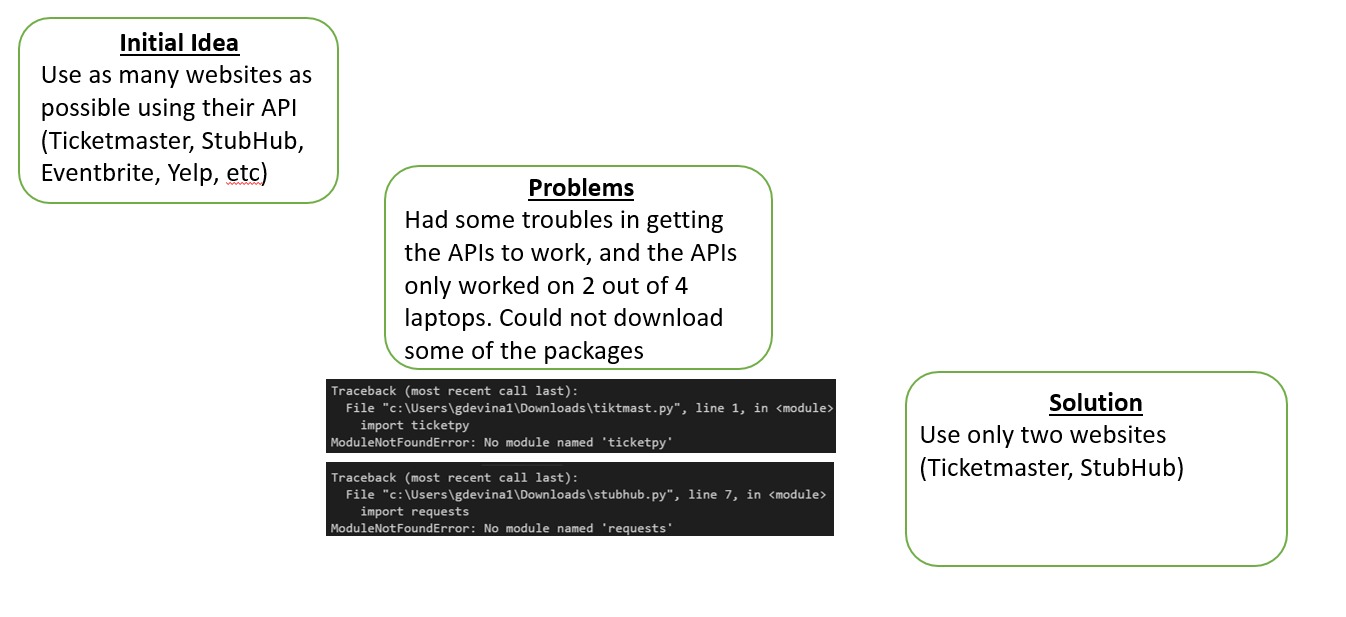 Initial Idea
Use as many websites as
possible using their API
(Ticketmaster, StubHub,
Eventbrite, Yelp, etc)
Problems
Had some troubles in getting
the APIs to work, and the APIs
only worked on 2 out of 4
laptops. Could not download
some of the packages
Traceback (most recent call last):
  File "c:\Users\gdevina1\Downloads\tiktmast.py", line 1, in <module>
    import ticketpy
ModuleNotFoundError: No module named 'ticketpy'
Traceback (most recent call last):
  File "c:\Users\gdevina1\Downloads\stubhub.py", line 7, in <module>
    import requests
ModuleNotFoundError: No module named 'requests'
Solution
Use only two websites
(Ticketmaster, StubHub)